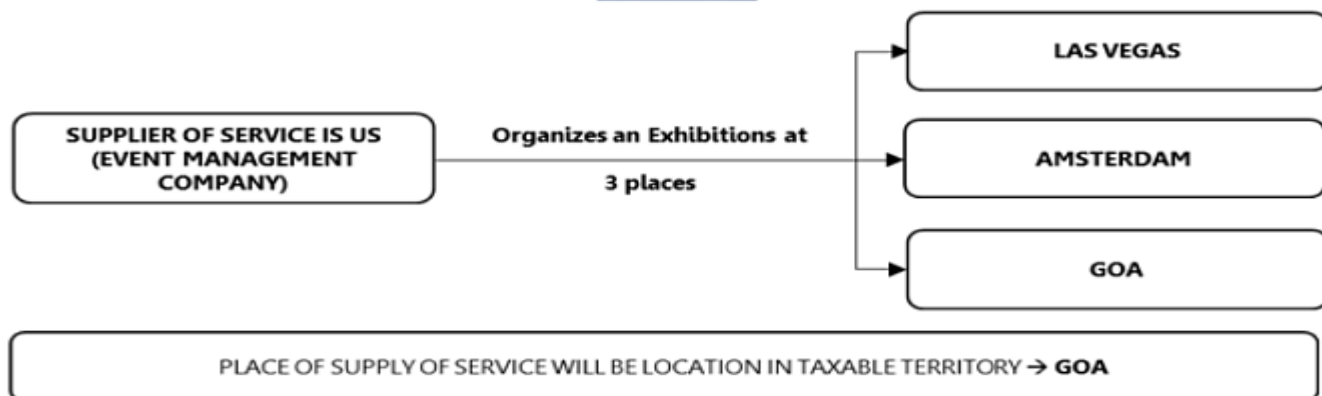 SUPPLIER OF SERVICE IS US
(EVENT MANAGEMENT
COMPANY)
Organizes an Exhibitions at
3 places
LAS VEGAS
AMSTERDAM
GOA
PLACE OF SUPPLY OF SERVICE WILL BE LOCATION IN TAXABLE TERRITORY → GOA